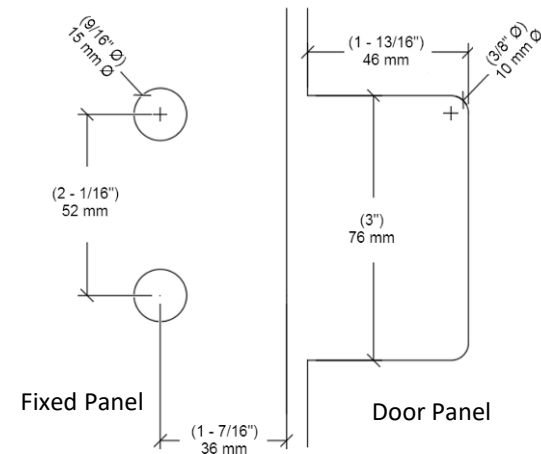 (9/16" Ø)
15 mm Ø
(1 - 13/16")
46 mm
(3/8" Ø)
10 mm Ø
(2 - 1/16")
52 mm
(3")
76 mm
Fixed Panel
Door Panel
(1 - 7/16")
36 mm